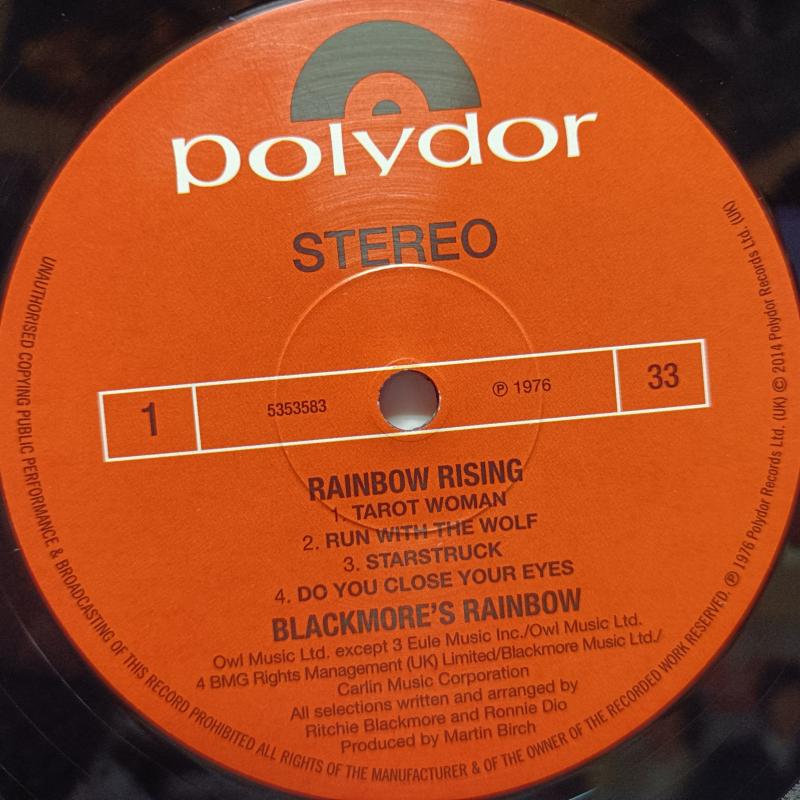 polydor
STEREO
1
5353583
℗ 1976
33
RAINBOW RISING
1. TAROT WOMAN
2. RUN WITH THE WOLF
3. STARSTRUCK
4. DO YOU CLOSE YOUR EYES
BLACKMORE'S RAINBOW
Owl Music Ltd. except 3 Eule Music Inc./Owl Music Ltd.
4 BMG Rights Management (UK) Limited/Blackmore Music Ltd./
Carlin Music Corporation
All selections written and arranged by
Ritchie Blackmore and Ronnie Dio
Produced by Martin Birch
UNAUTHORISED COPYING PUBLIC PERFORMANCE & BROADCASTING OF THIS RECORD PROHIBITED ALL RIGHTS OF THE MANUFACTURER & OF THE OWNER OF THE RECORDED WORK RESERVED. ℗ 1976 Polydor Records Ltd. (UK) © 2014 Polydor Records Ltd. (UK)